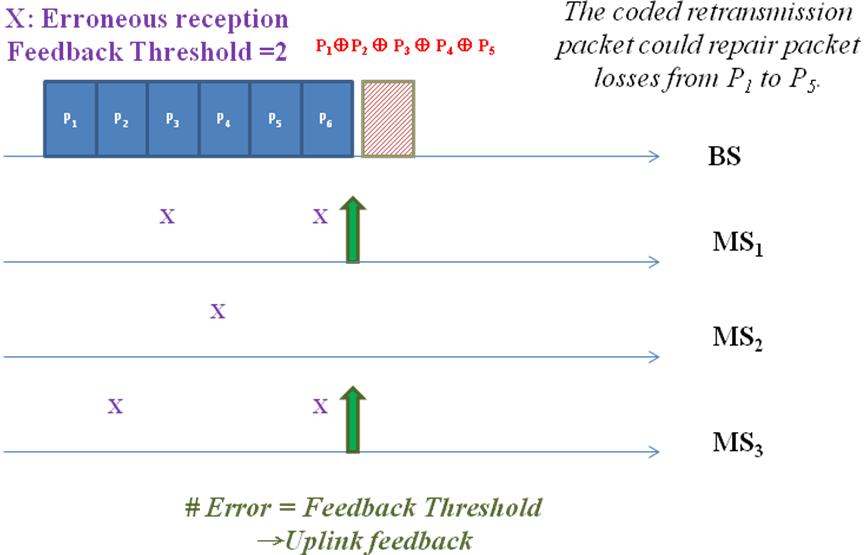 X: Erroneous reception
Feedback Threshold =2
P₁⊕P₂ ⊕ P₃ ⊕ P₄ ⊕ P₅
The coded retransmission
packet could repair packet
losses from P₁ to P₅.
P₁ P₂ P₃ P₄ P₅ P₆
BS
X X
MS₁
X
MS₂
X X
MS₃
# Error = Feedback Threshold
→Uplink feedback